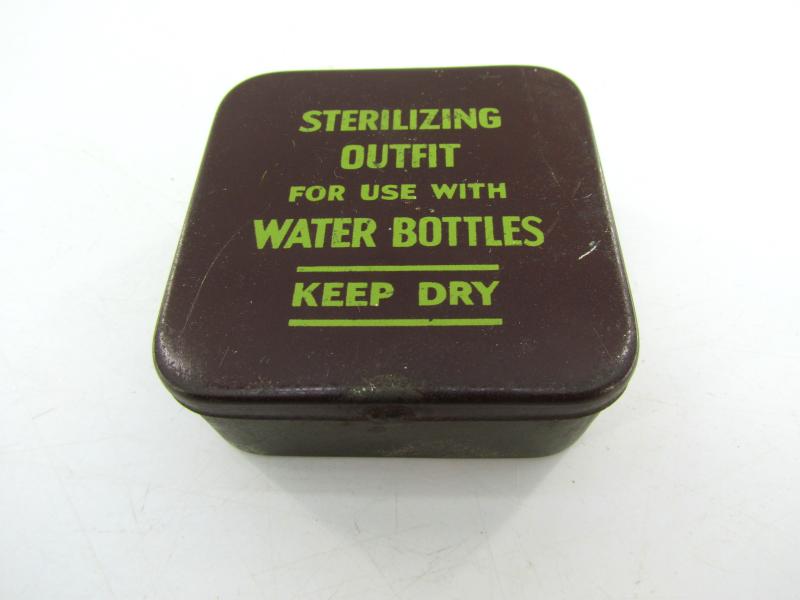 STERILIZING
OUTFIT
FOR USE WITH
WATER BOTTLES
KEEP DRY